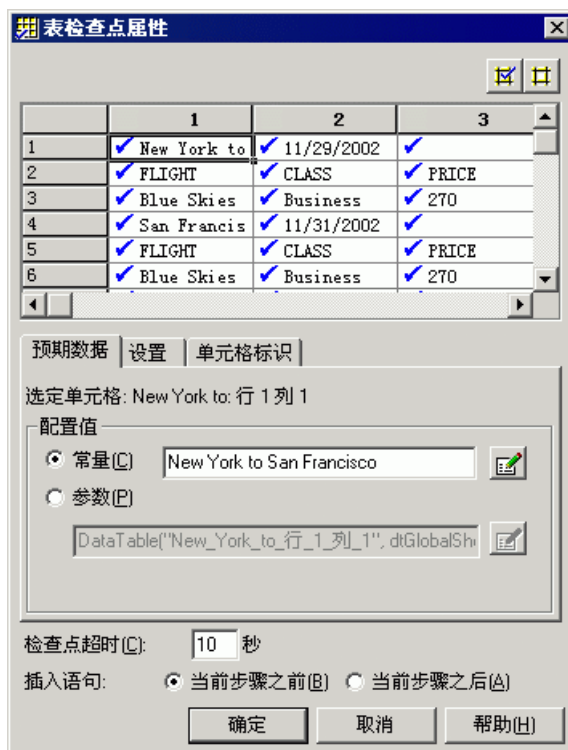 表检查点属性
1 2 3
1 New York to 11/29/2002
2 FLIGHT CLASS PRICE
3 Blue Skies Business 270
4 San Francis 11/31/2002
5 FLIGHT CLASS PRICE
6 Blue Skies Business 270
预期数据 设置 单元格标识
选定单元格: New York to: 行 1 列 1
配置值
常量(C) New York to San Francisco
参数(P)
DataTable("New_York_to_行_1_列_1", dtGlobalSh
检查点超时(C): 10 秒
插入语句: 当前步骤之前(B) 当前步骤之后(A)
确定 取消 帮助(H)